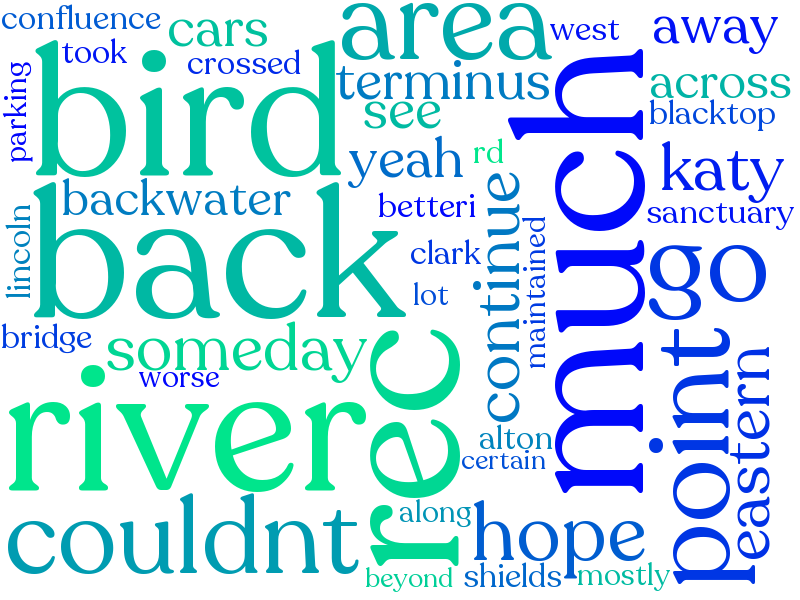 confluence
cars
area
west
away
took
crossed
terminus
across
parking
bird
see
blacktop
yeah
rd
much
katy
backwater
betteri
continue
sanctuary
lincoln
back
clark
maintained
go
lot
bridge
someday
worse
river
rec
point
eastern
alton
certain
couldnt
along
hope
beyond
shields
mostly